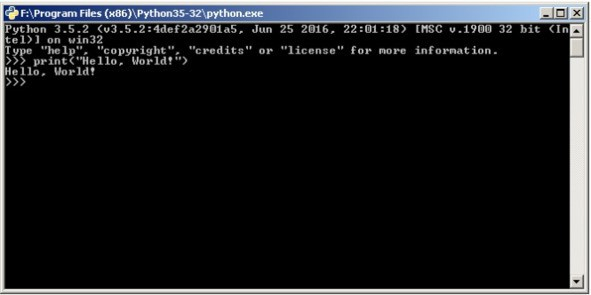 F:\Program Files (x86)\Python35-32\python.exe
Python 3.5.2 (v3.5.2:4def2a2901a5, Jun 25 2016, 22:01:18) [MSC v.1900 32 bit (In
tel)] on win32
Type "help", "copyright", "credits" or "license" for more information.
>>> print("Hello, World!")
Hello, World!
>>>